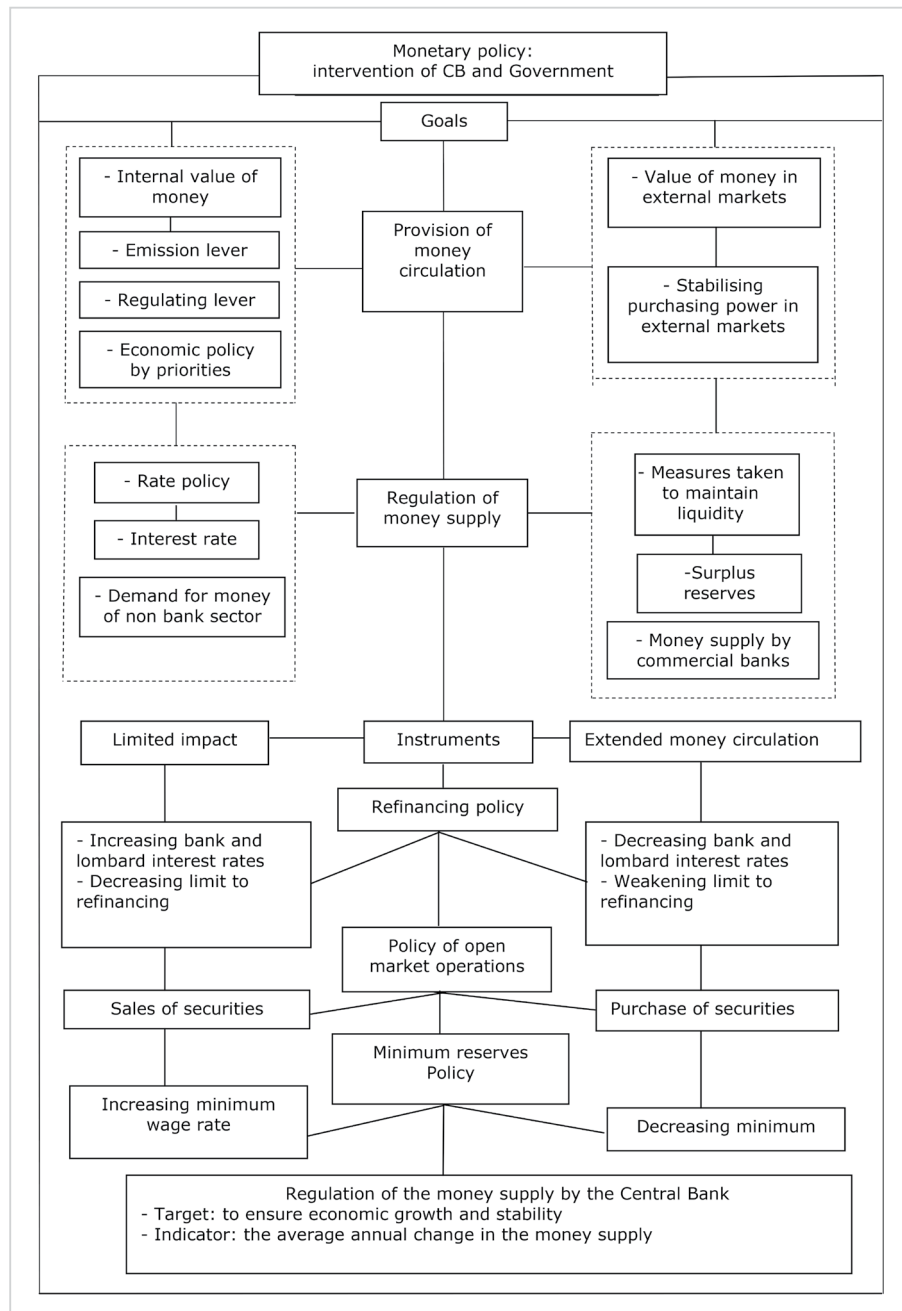 Monetary policy:
intervention of CB and Government
Goals
- Internal value of
money
- Emission lever
- Regulating lever
- Economic policy
by priorities
Provision of
money
circulation
- Value of money in
external markets
- Stabilising
purchasing power in
external markets
- Rate policy
- Interest rate
- Demand for money
of non bank sector
Regulation of
money supply
- Measures taken
to maintain
liquidity
-Surplus
reserves
- Money supply by
commercial banks
Limited impact
Instruments
Extended money circulation
Refinancing policy
- Increasing bank and
lombard interest rates
- Decreasing limit to
refinancing
- Decreasing bank and
lombard interest rates
- Weakening limit to
refinancing
Policy of open
market operations
Sales of securities
Purchase of securities
Minimum reserves
Policy
Increasing minimum
wage rate
Decreasing minimum
Regulation of the money supply by the Central Bank
- Target: to ensure economic growth and stability
- Indicator: the average annual change in the money supply